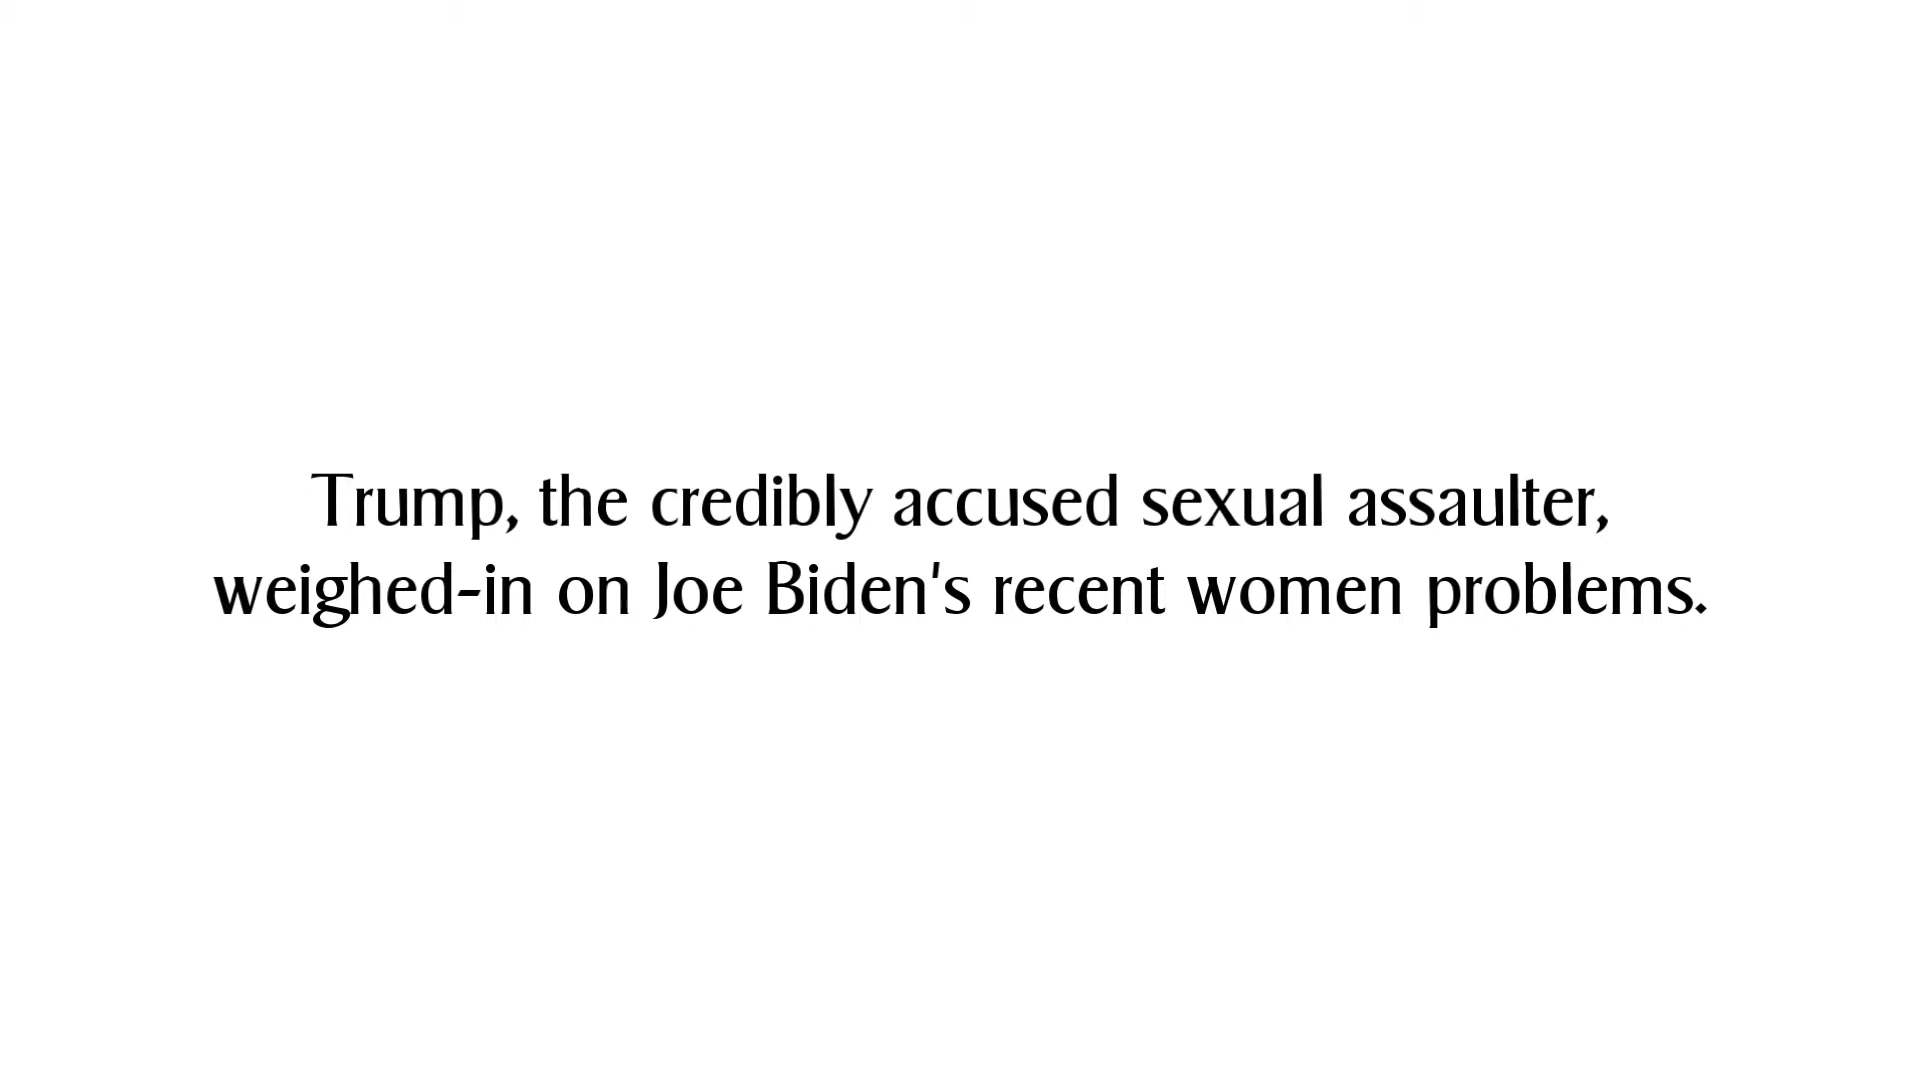 Trump, the credibly accused sexual assaulter,
weighed-in on Joe Biden's recent women problems.